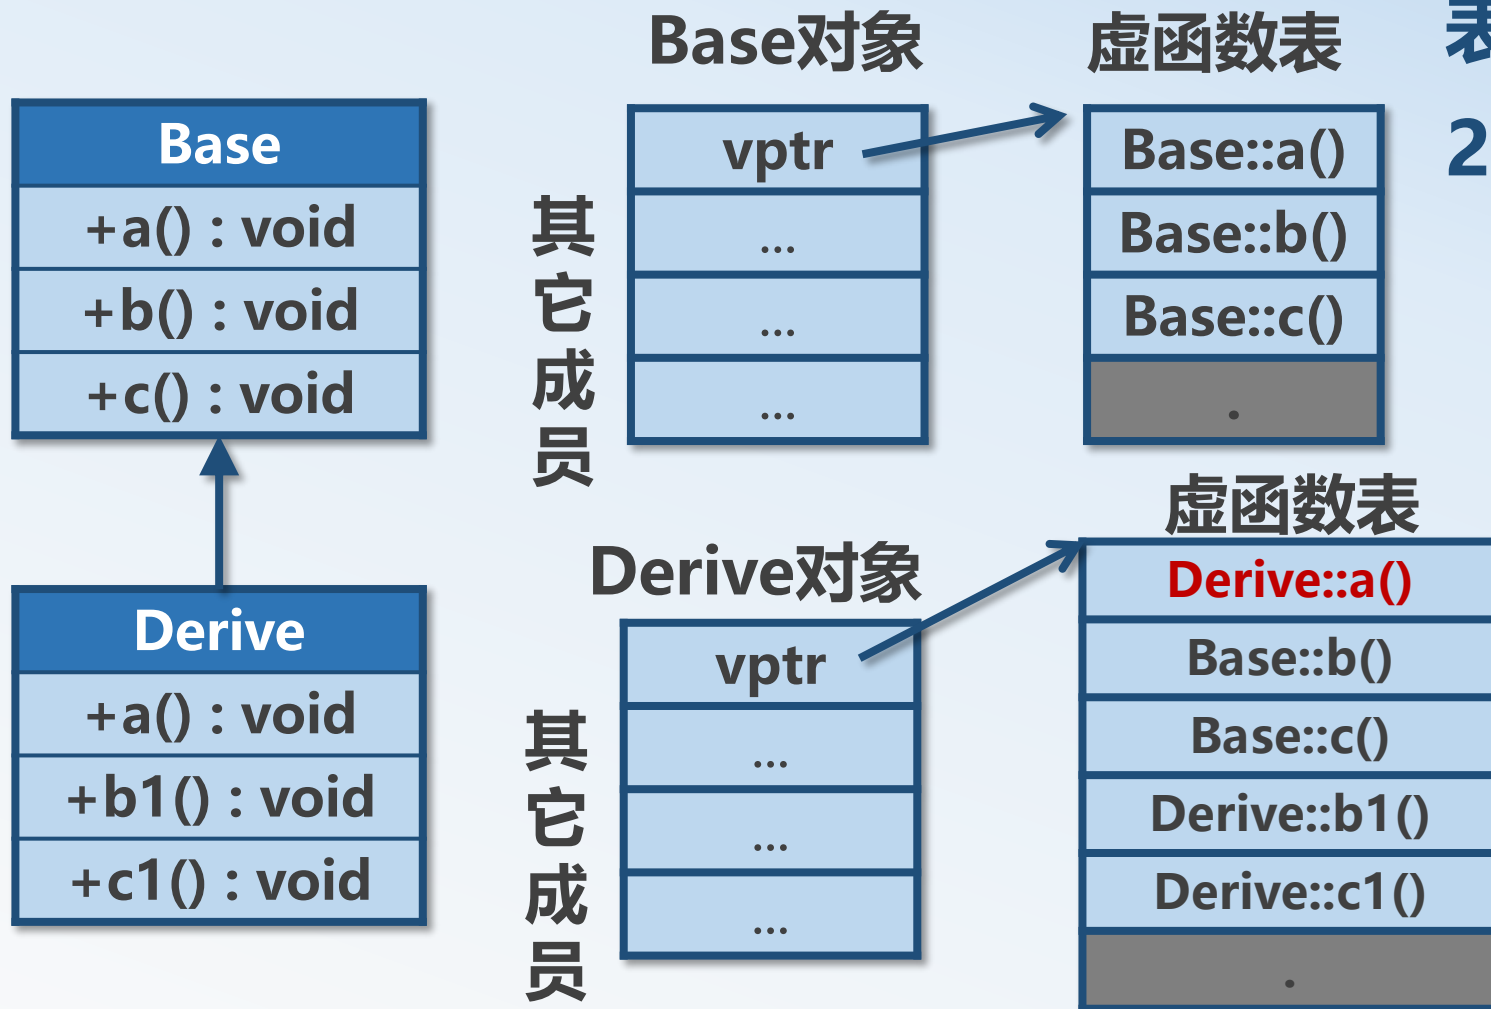 Base对象
虚函数表
表
2
Base
+a() : void
+b() : void
+c() : void
其它成员
vptr
...
...
...
Base::a()
Base::b()
Base::c()
.
Derive
+a() : void
+b1() : void
+c1() : void
Derive对象
其它成员
vptr
...
...
...
虚函数表
Derive::a()
Base::b()
Base::c()
Derive::b1()
Derive::c1()
.